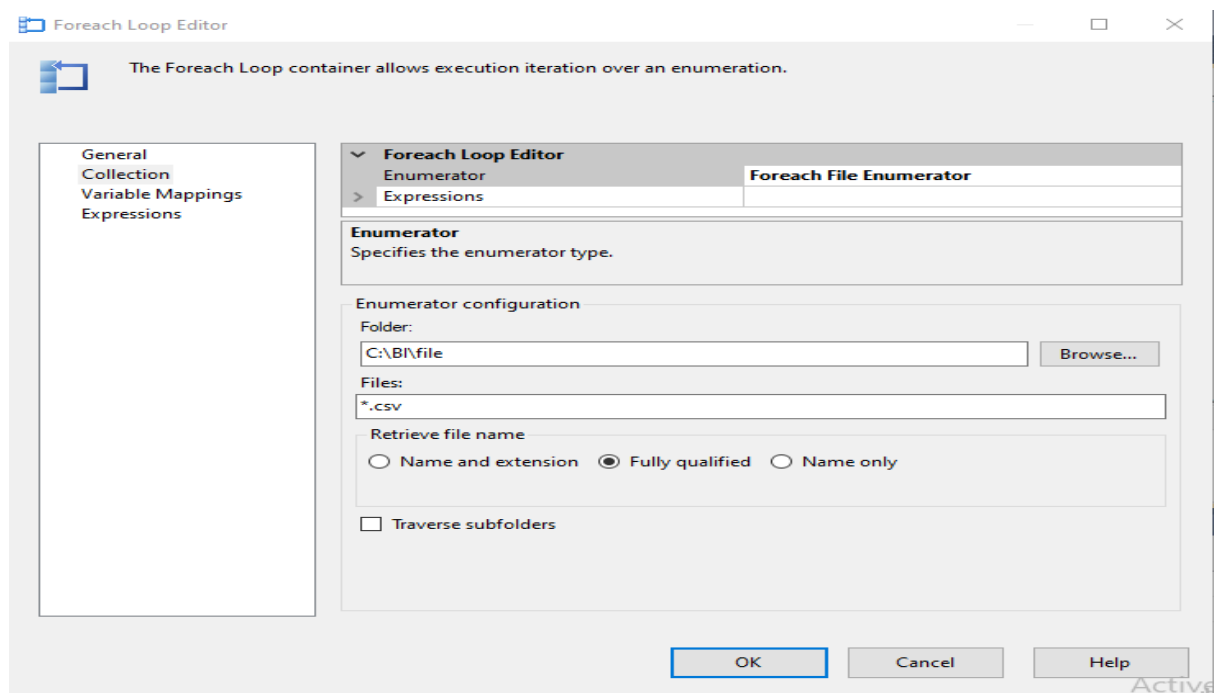 Foreach Loop Editor
The Foreach Loop container allows execution iteration over an enumeration.
General
Collection
Variable Mappings
Expressions
Foreach Loop Editor
Enumerator Foreach File Enumerator
Expressions
Enumerator
Specifies the enumerator type.
Enumerator configuration
Folder:
C:\BI\file
Browse...
Files:
*.csv
Retrieve file name
Name and extension Fully qualified Name only
Traverse subfolders
OK Cancel Help
Active